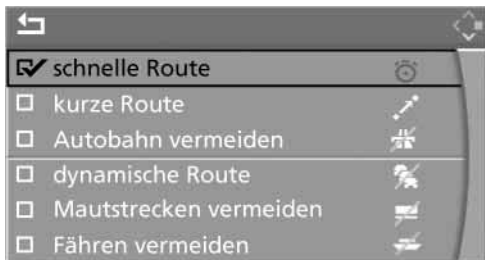 schnelle Route
kurze Route
Autobahn vermeiden
dynamische Route
Mautstrecken vermeiden
Fähren vermeiden